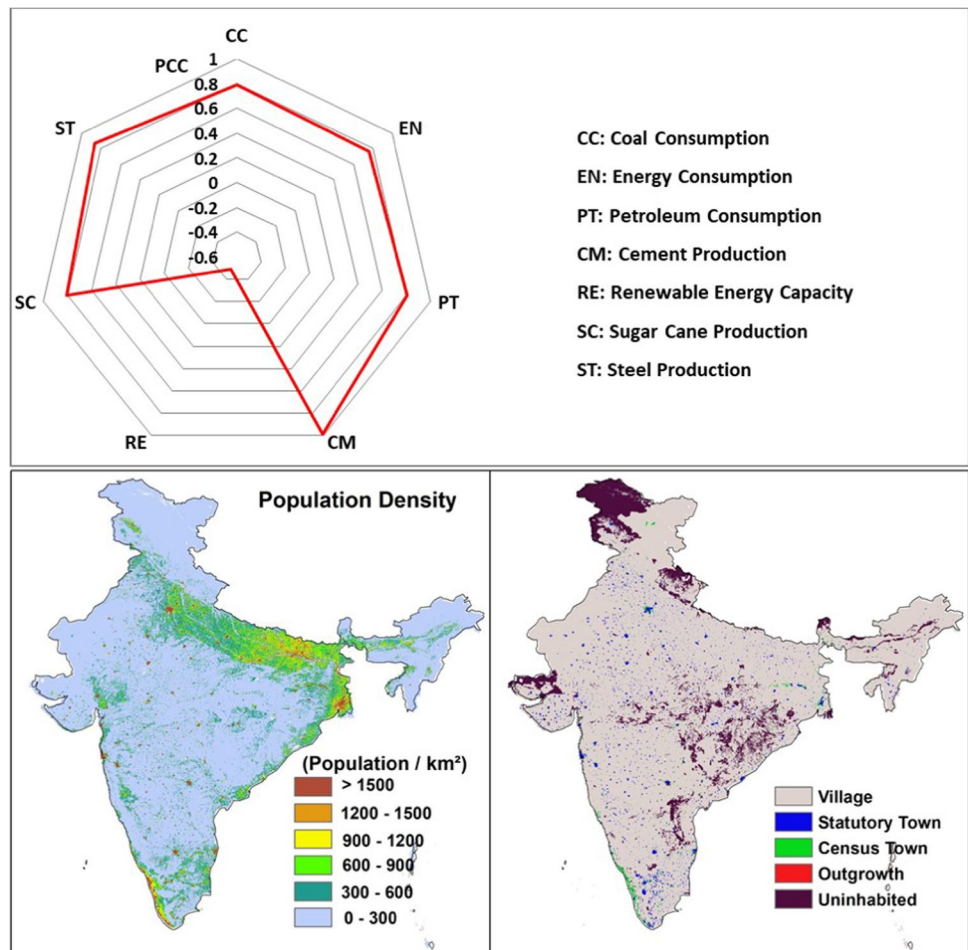 CC
PCC
1
0.8
0.6
0.4
0.2
0
-0.2
-0.4
-0.6
ST
EN
SC
PT
RE
CM
CC: Coal Consumption
EN: Energy Consumption
PT: Petroleum Consumption
CM: Cement Production
RE: Renewable Energy Capacity
SC: Sugar Cane Production
ST: Steel Production
Population Density
(Population / km²)
> 1500
1200 - 1500
900 - 1200
600 - 900
300 - 600
0 - 300
Village
Statutory Town
Census Town
Outgrowth
Uninhabited